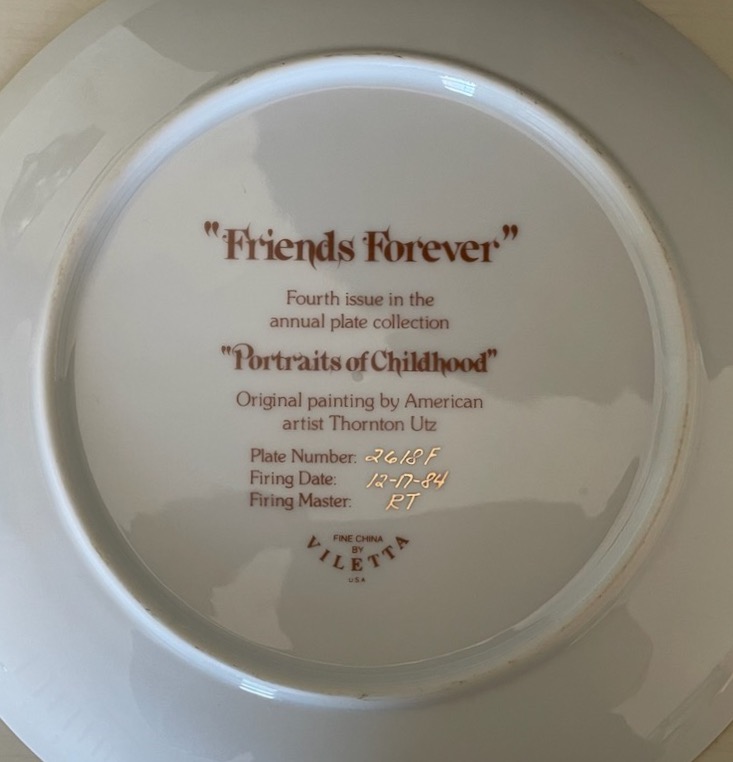 "Friends Forever"
Fourth issue in the
annual plate collection
"Portraits of Childhood"
Original painting by American
artist Thornton Utz
Plate Number: 2618F
Firing Date: 12-17-84
Firing Master: RT
FINE CHINA
BY
VILETTA
U.S.A